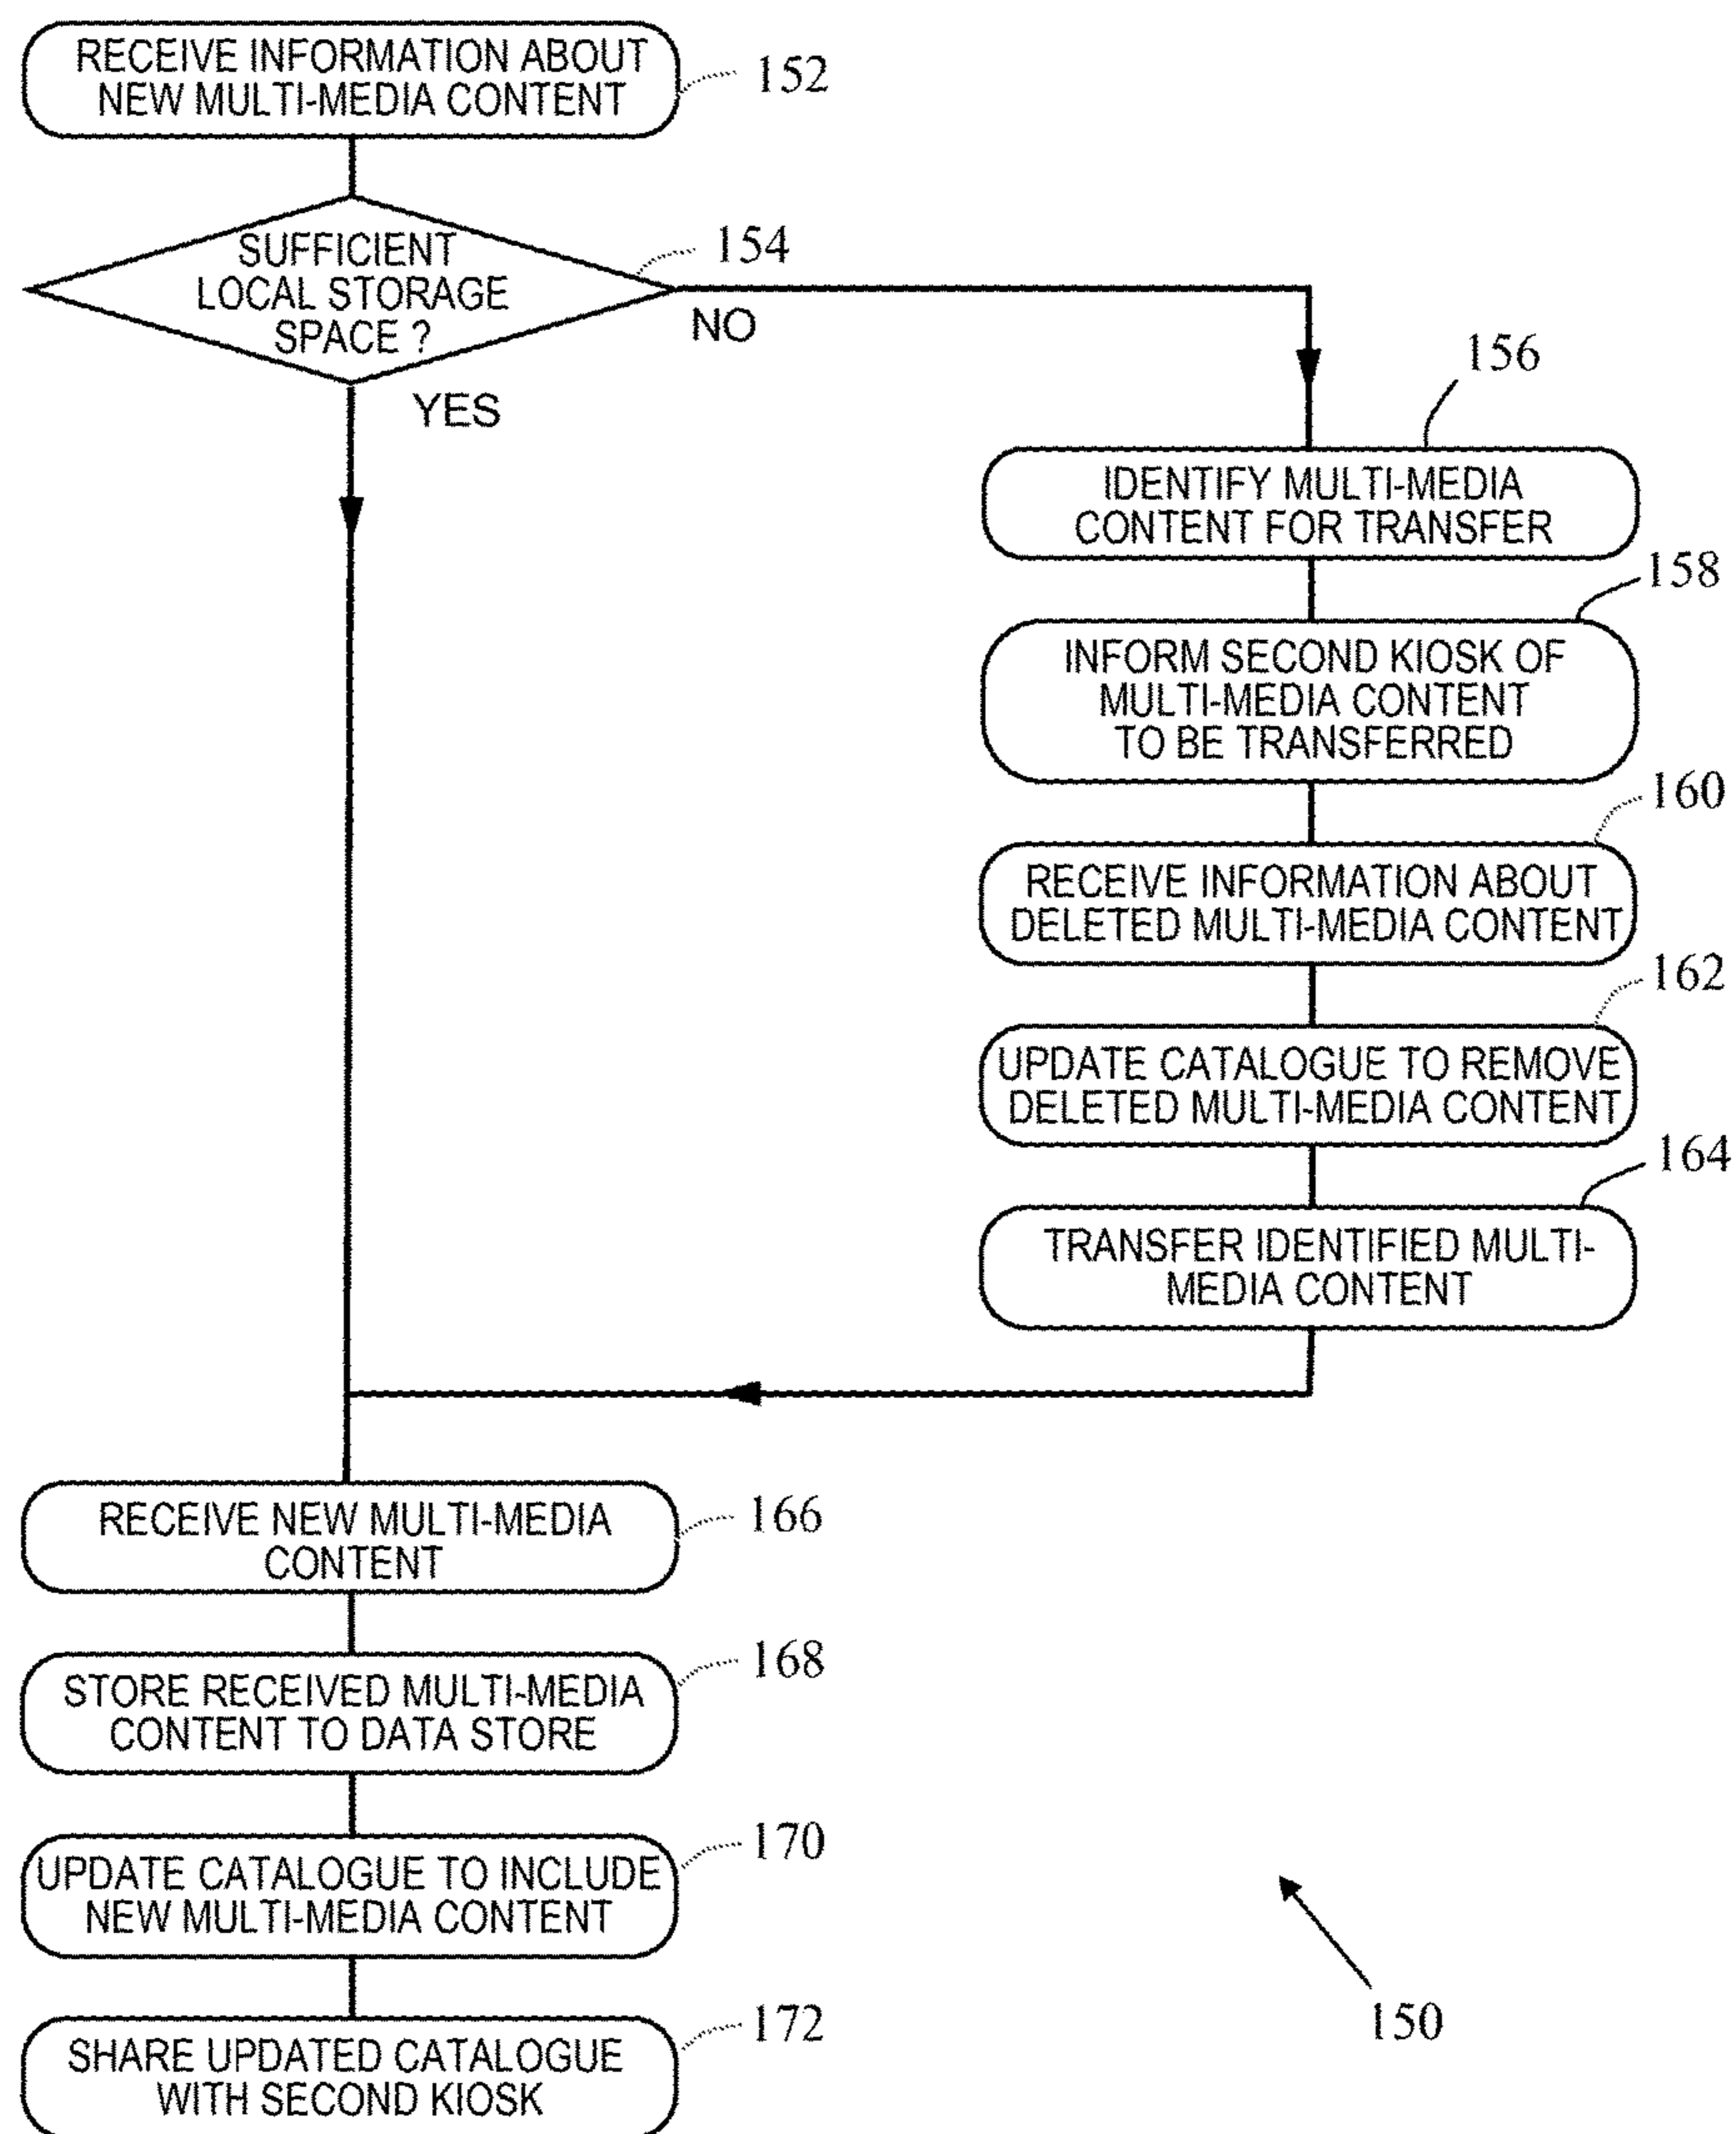 RECEIVE INFORMATION ABOUT
NEW MULTI-MEDIA CONTENT
152
SUFFICIENT
LOCAL STORAGE
SPACE ?
154
NO
YES
156
IDENTIFY MULTI-MEDIA
CONTENT FOR TRANSFER
158
INFORM SECOND KIOSK OF
MULTI-MEDIA CONTENT
TO BE TRANSFERRED
160
RECEIVE INFORMATION ABOUT
DELETED MULTI-MEDIA CONTENT
162
UPDATE CATALOGUE TO REMOVE
DELETED MULTI-MEDIA CONTENT
164
TRANSFER IDENTIFIED MULTI-
MEDIA CONTENT
RECEIVE NEW MULTI-MEDIA
CONTENT
166
STORE RECEIVED MULTI-MEDIA
CONTENT TO DATA STORE
168
UPDATE CATALOGUE TO INCLUDE
NEW MULTI-MEDIA CONTENT
170
SHARE UPDATED CATALOGUE
WITH SECOND KIOSK
172
150